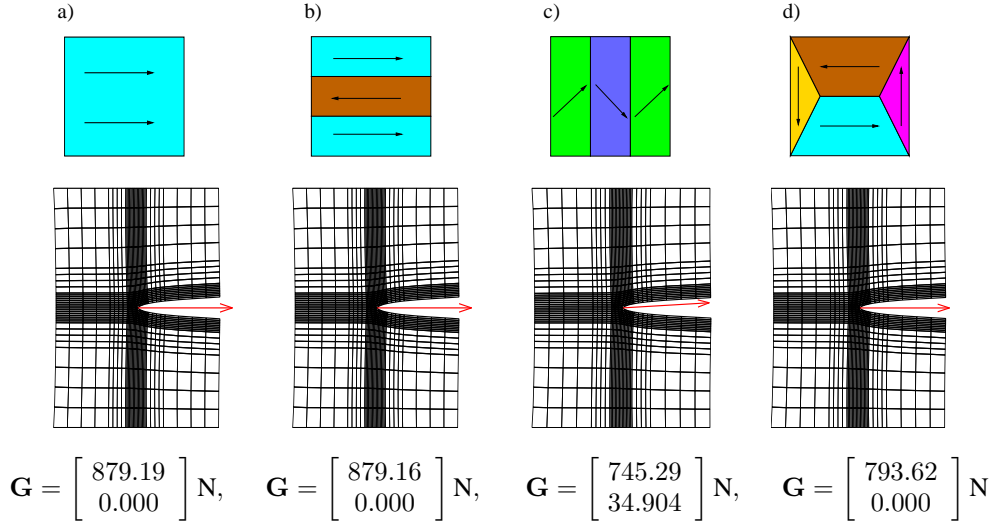 a)
b)
c)
d)
G = [ 879.19
0.000 ] N,
G = [ 879.16
0.000 ] N,
G = [ 745.29
34.904 ] N,
G = [ 793.62
0.000 ] N